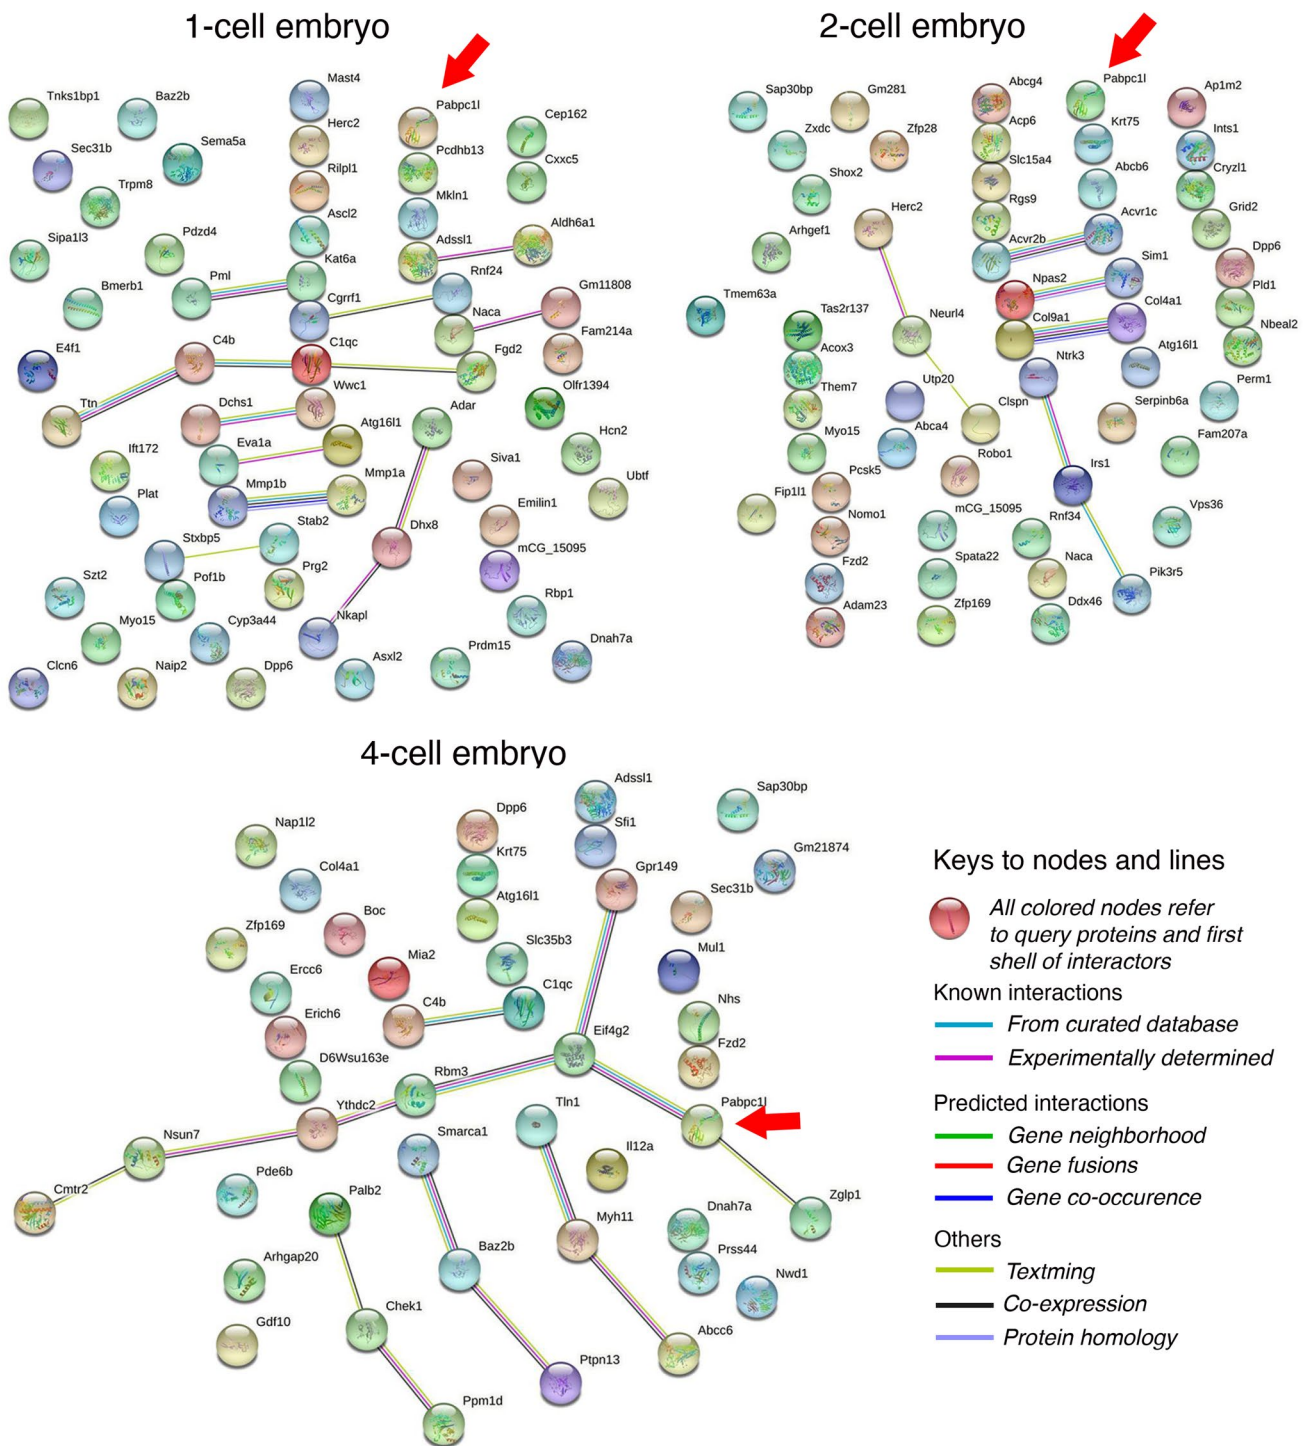 1-cell embryo
Tnks1bp1
Baz2b
Mast4
Pabpc1l
Cep162
Herc2
Sec31b
Sema5a
Pcdhb13
Cxxc5
Rilpl1
Trpm8
Mkln1
Ascl2
Aldh6a1
Sipa1l3
Pdzd4
Adssl1
Kat6a
Rnf24
Bmerb1
Pml
Cgrrf1
Naca
Gm11808
Fam214a
E4f1
C4b
C1qc
Fgd2
Wwc1
Olfr1394
Ttn
Dchs1
Adar
Atg16l1
Hcn2
Ift172
Eva1a
Siva1
Mmp1a
Ubtf
Plat
Mmp1b
Emilin1
Stab2
Dhx8
Stxbp5
mCG_15095
Szt2
Pof1b
Prg2
Rbp1
Myo15
Cyp3a44
Nkapl
Prdm15
Dnah7a
Clcn6
Naip2
Dpp6
Asxl2
2-cell embryo
Sap30bp
Gm281
Abcg4
Pabpc1l
Ap1m2
Zxdc
Zfp28
Acp6
Krt75
Ints1
Slc15a4
Shox2
Abcb6
Cryzl1
Rgs9
Herc2
Acvr1c
Grid2
Arhgef1
Acvr2b
Sim1
Dpp6
Npas2
Pld1
Tmem63a
Tas2r137
Neurl4
Col9a1
Col4a1
Nbeal2
Acox3
Ntrk3
Atg16l1
Them7
Utp20
Clspn
Serpinb6a
Perm1
Myo15
Abca4
Robo1
Irs1
Fam207a
Fip1l1
Pcsk5
Nomo1
mCG_15095
Rnf34
Vps36
Fzd2
Spata22
Naca
Pik3r5
Adam23
Zfp169
Ddx46
4-cell embryo
Nap1l2
Dpp6
Adssl1
Sap30bp
Sfi1
Col4a1
Krt75
Gpr149
Gm21874
Zfp169
Boc
Atg16l1
Sec31b
Slc35b3
Ercc6
Mia2
Mul1
Erich6
C4b
C1qc
Nhs
D6Wsu163e
Eif4g2
Fzd2
Rbm3
Ythdc2
Tln1
Pabpc1l
Nsun7
Smarca1
Il12a
Cmtr2
Pde6b
Palb2
Zglp1
Myh11
Dnah7a
Arhgap20
Baz2b
Prss44
Nwd1
Gdf10
Chek1
Abcc6
Ptpn13
Ppm1d
Keys to nodes and lines
All colored nodes refer
to query proteins and first
shell of interactors
Known interactions
From curated database
Experimentally determined
Predicted interactions
Gene neighborhood
Gene fusions
Gene co-occurence
Others
Textming
Co-expression
Protein homology